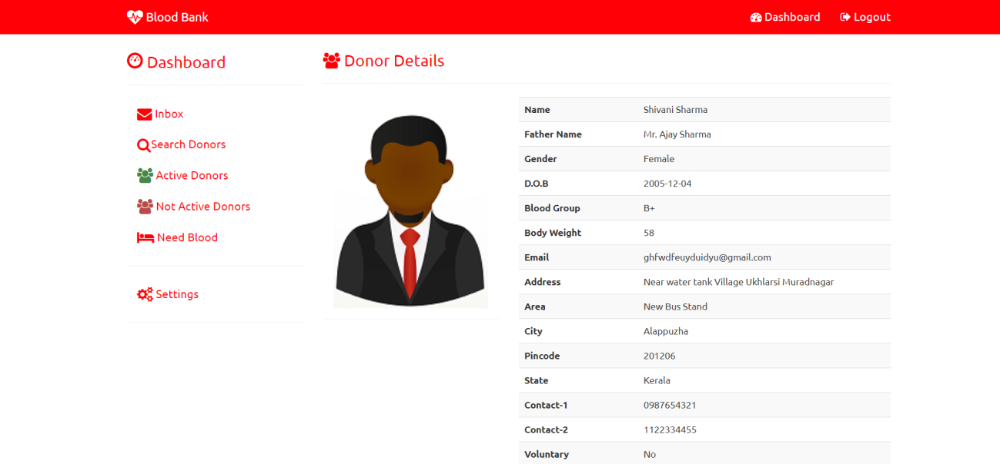 Blood Bank
Dashboard
Logout
Dashboard
Inbox
Search Donors
Active Donors
Not Active Donors
Need Blood
Settings
Donor Details
Name Shivani Sharma
Father Name Mr. Ajay Sharma
Gender Female
D.O.B 2005-12-04
Blood Group B+
Body Weight 58
Email ghfwdfeuyduidyu@gmail.com
Address Near water tank Village Ukhlarsi Muradnagar
Area New Bus Stand
City Alappuzha
Pincode 201206
State Kerala
Contact-1 0987654321
Contact-2 1122334455
Voluntary No